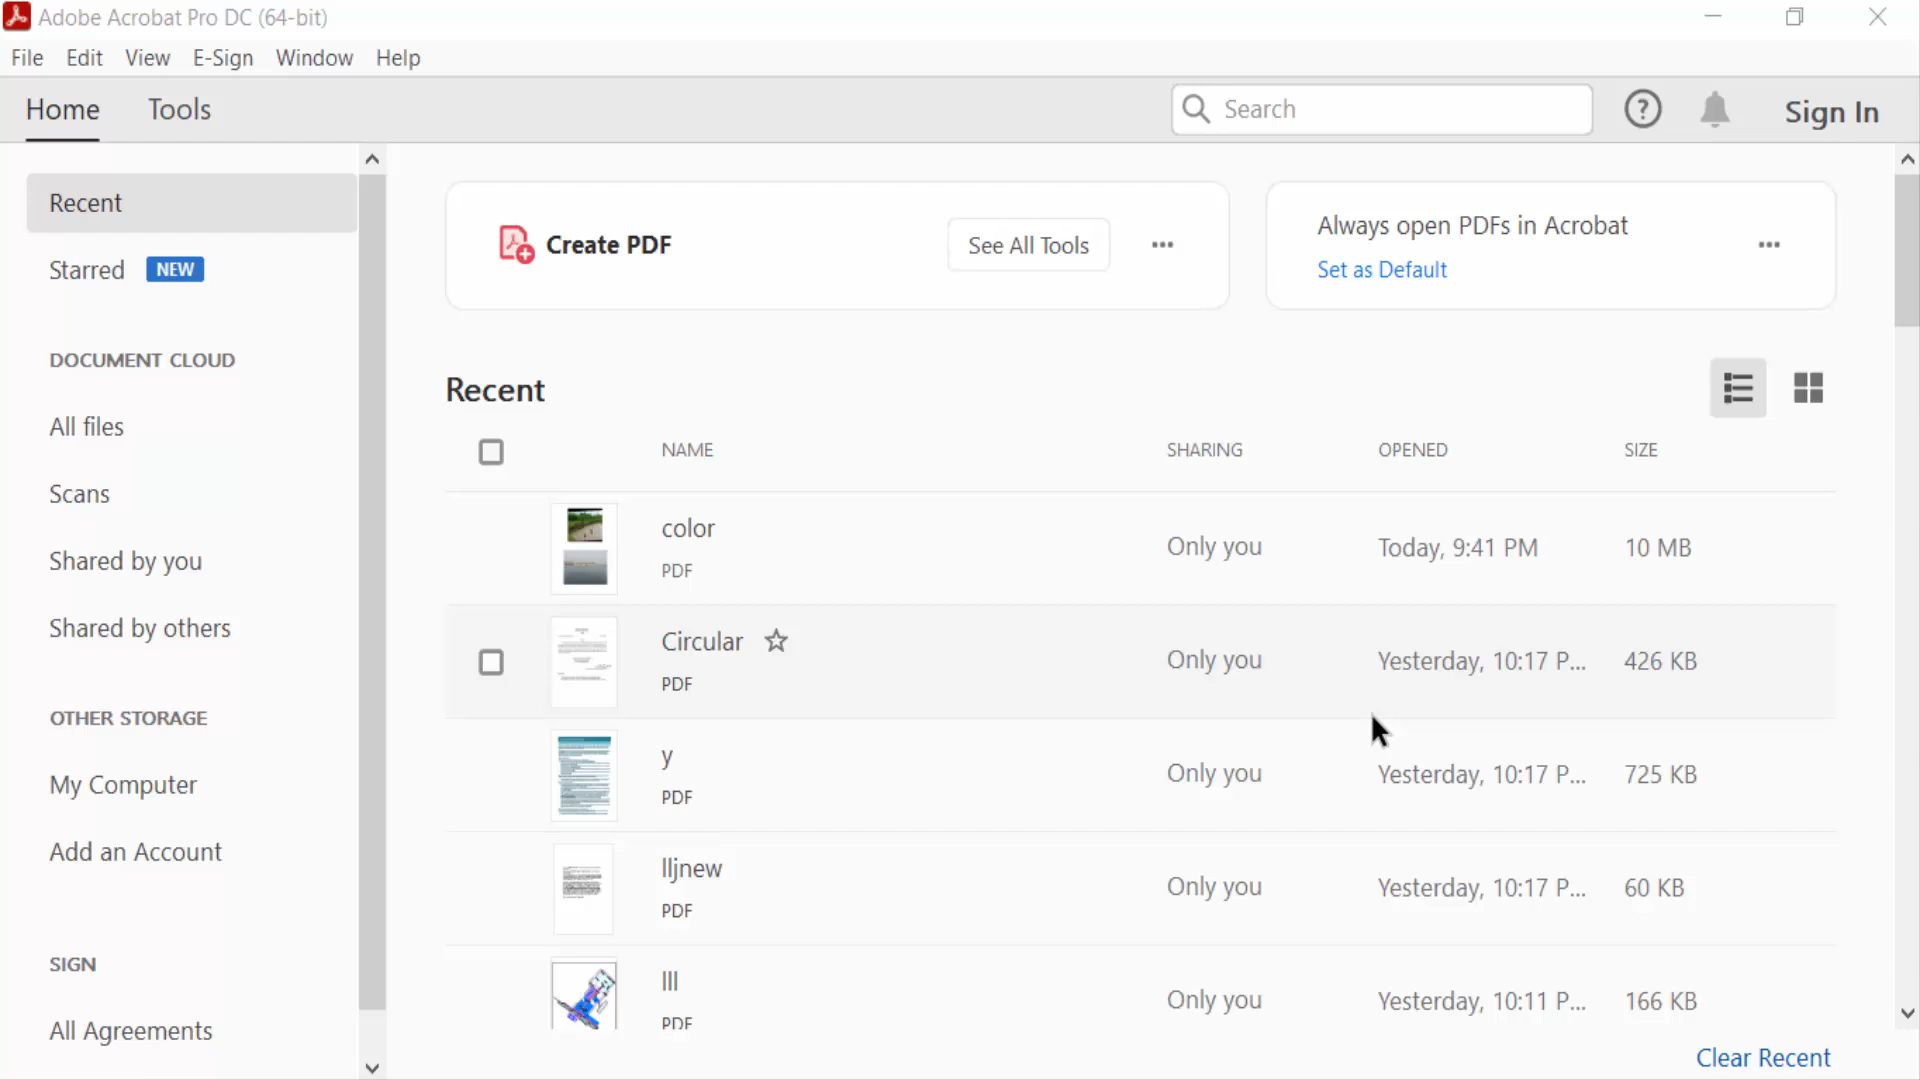 Adobe Acrobat Pro DC (64-bit)
File Edit View E-Sign Window Help
Home Tools Search Sign In
Recent
Starred NEW
DOCUMENT CLOUD
All files
Scans
Shared by you
Shared by others
OTHER STORAGE
My Computer
Add an Account
SIGN
All Agreements
Create PDF See All Tools
Always open PDFs in Acrobat
Set as Default
Recent
NAME SHARING OPENED SIZE
color
PDF
Only you Today, 9:41 PM 10 MB
Circular
PDF
Only you Yesterday, 10:17 P... 426 KB
y
PDF
Only you Yesterday, 10:17 P... 725 KB
lljnew
PDF
Only you Yesterday, 10:17 P... 60 KB
lll
PDF
Only you Yesterday, 10:11 P... 166 KB
Clear Recent